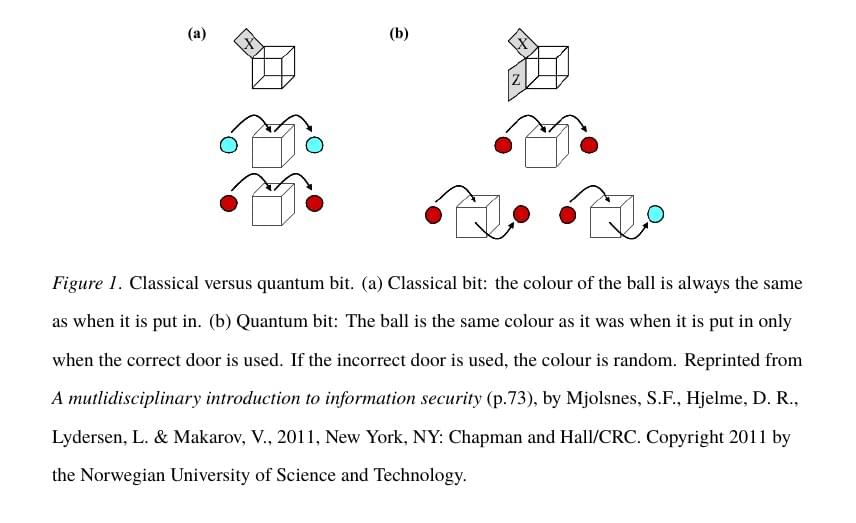 (a)
(b)
X
X
Z
Figure 1. Classical versus quantum bit. (a) Classical bit: the colour of the ball is always the same
as when it is put in. (b) Quantum bit: The ball is the same colour as it was when it is put in only
when the correct door is used. If the incorrect door is used, the colour is random. Reprinted from
A mutlidisciplinary introduction to information security (p.73), by Mjolsnes, S.F., Hjelme, D. R.,
Lydersen, L. & Makarov, V., 2011, New York, NY: Chapman and Hall/CRC. Copyright 2011 by
the Norwegian University of Science and Technology.